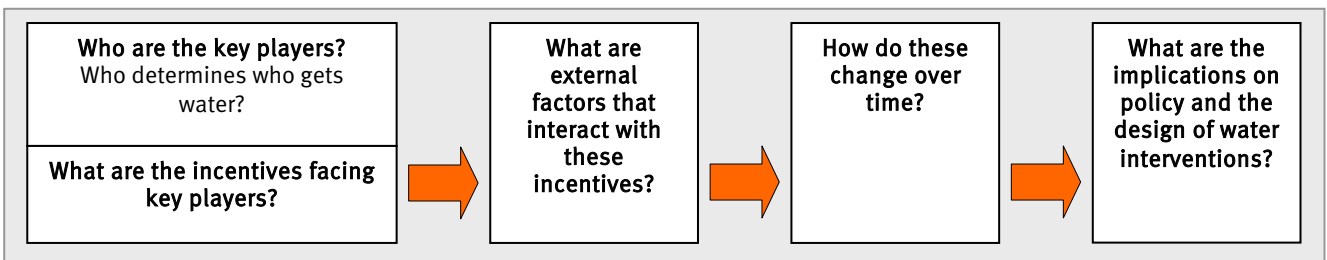 Who are the key players?
Who determines who gets
water?
What are the incentives facing
key players?
What are
external
factors that
interact with
these
incentives?
How do these
change over
time?
What are the
implications on
policy and the
design of water
interventions?